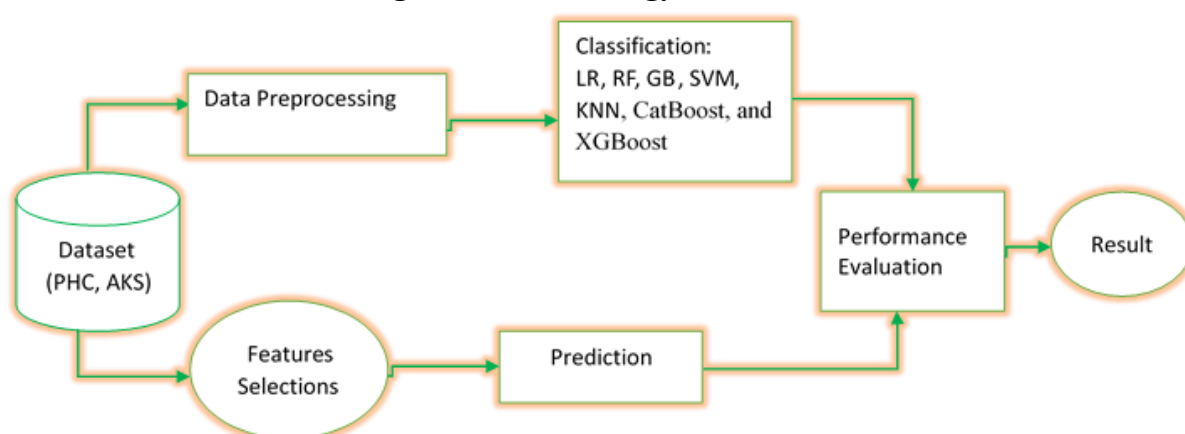 Data Preprocessing
Classification:
LR, RF, GB, SVM,
KNN, CatBoost, and
XGBoost
Dataset
(PHC, AKS)
Performance
Evaluation
Result
Features
Selections
Prediction